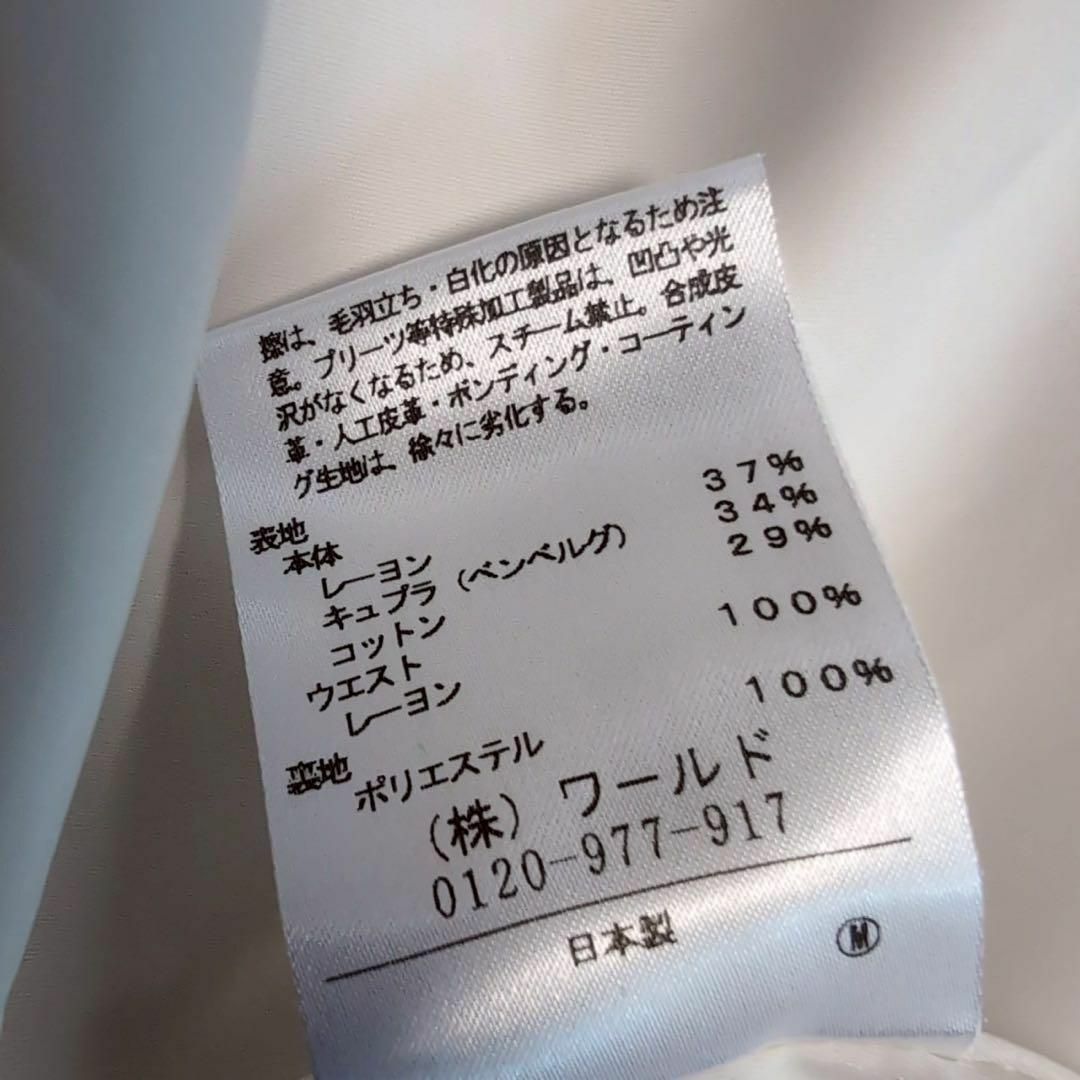 擦は、毛羽立ち・白化の原因となるため注
意。プリーツ等特殊加工製品は、凹凸や光
沢がなくなるため、スチーム禁止。合成皮
革・人工皮革・ボンディング・コーティン
グ生地は、徐々に劣化する。
表地
本体
レーヨン 37%
キュプラ（ベンベルグ） 34%
コットン 29%
ウエスト
レーヨン 100%
裏地
ポリエステル 100%
（株）ワールド
0120-977-917
日本製 Ⓜ